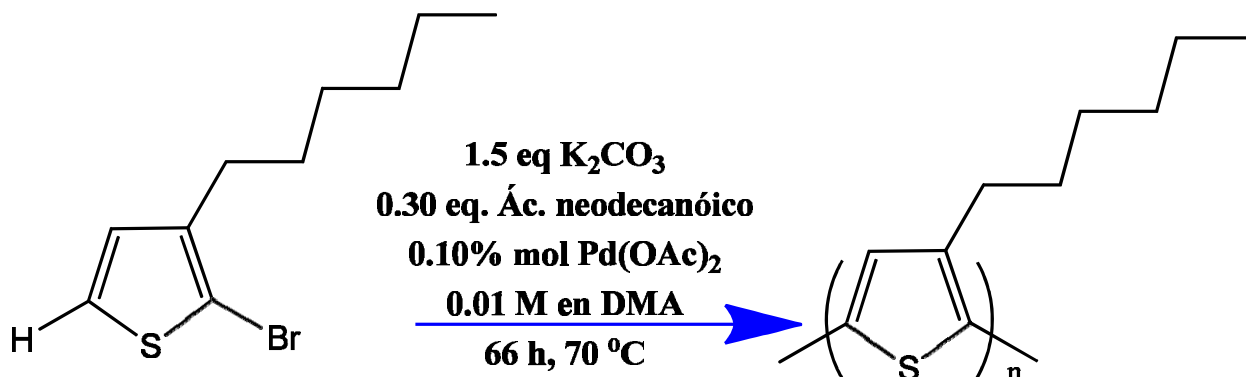 1.5 eq K₂CO₃
0.30 eq. Ác. neodecanóico
0.10% mol Pd(OAc)₂
0.01 M en DMA
66 h, 70 ºC
H
S
Br
S
n